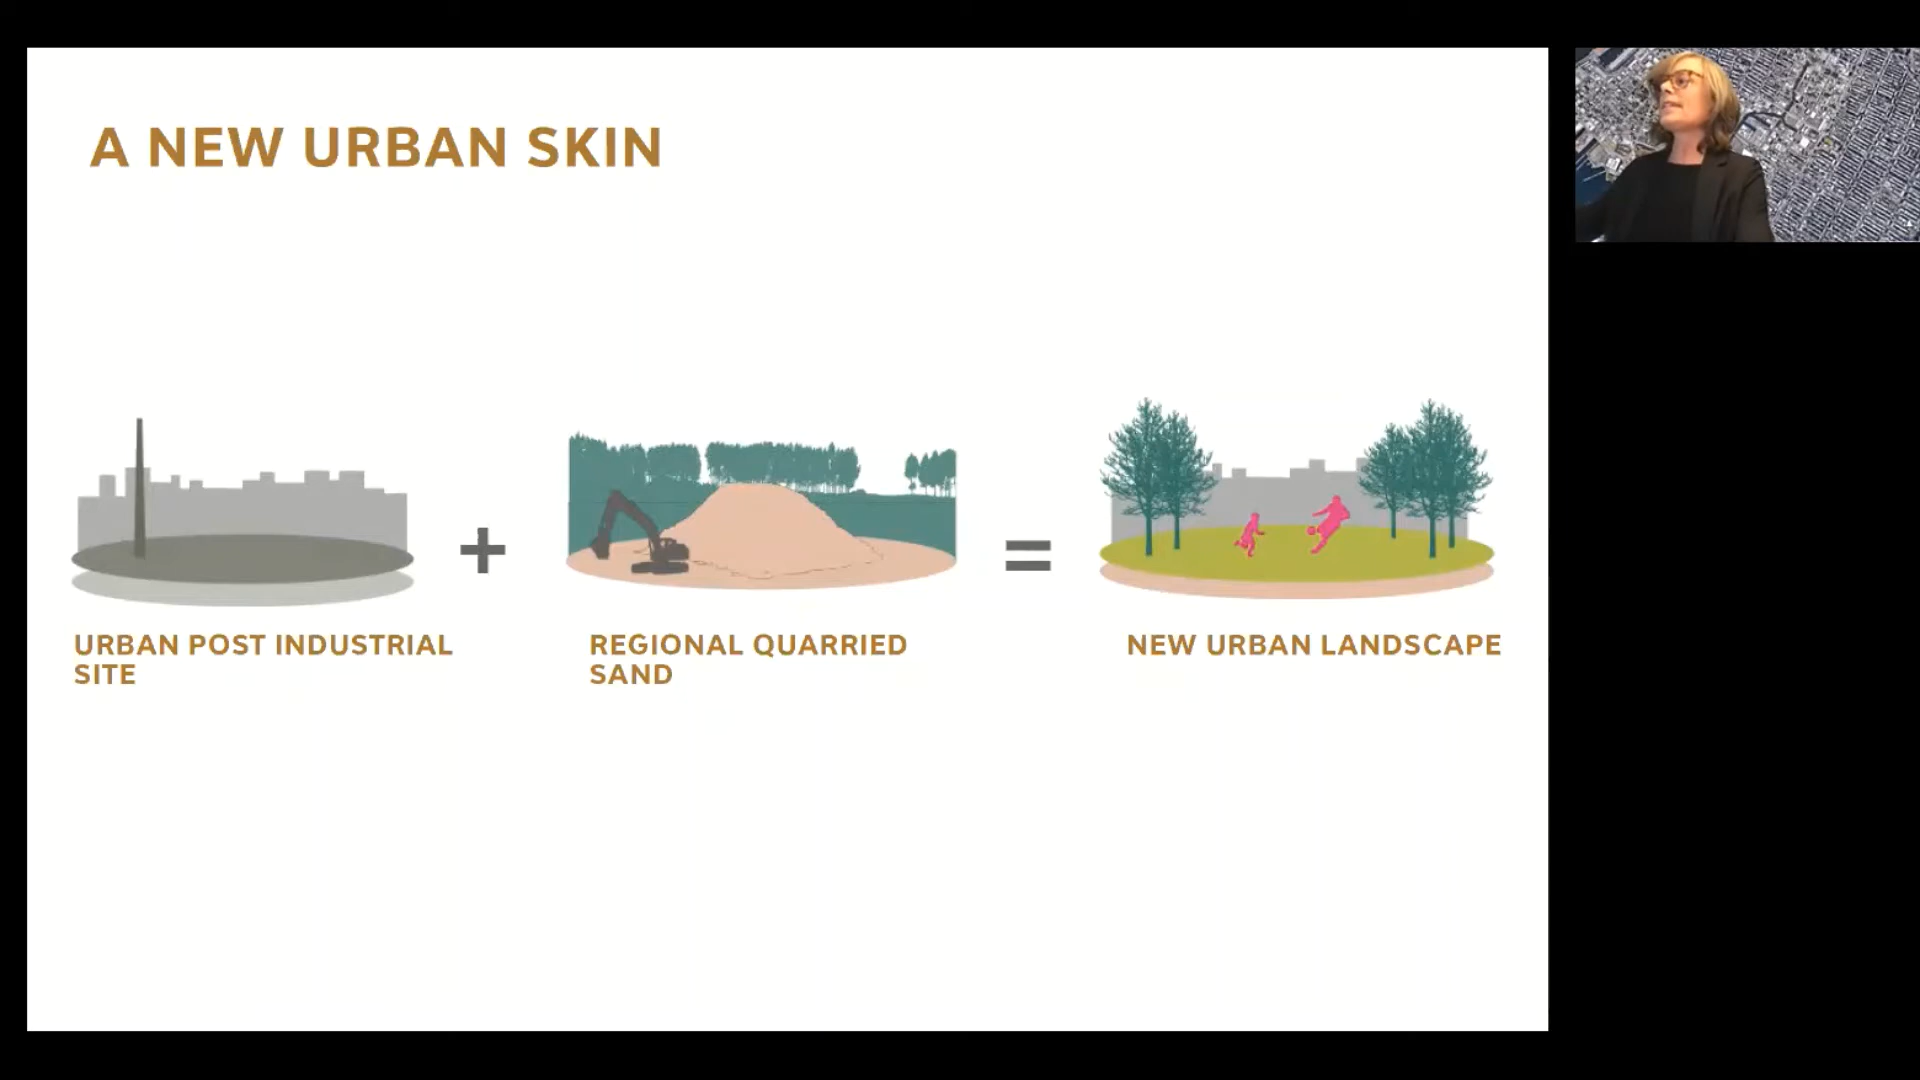 A NEW URBAN SKIN
+
=
URBAN POST INDUSTRIAL
SITE
REGIONAL QUARRIED
SAND
NEW URBAN LANDSCAPE